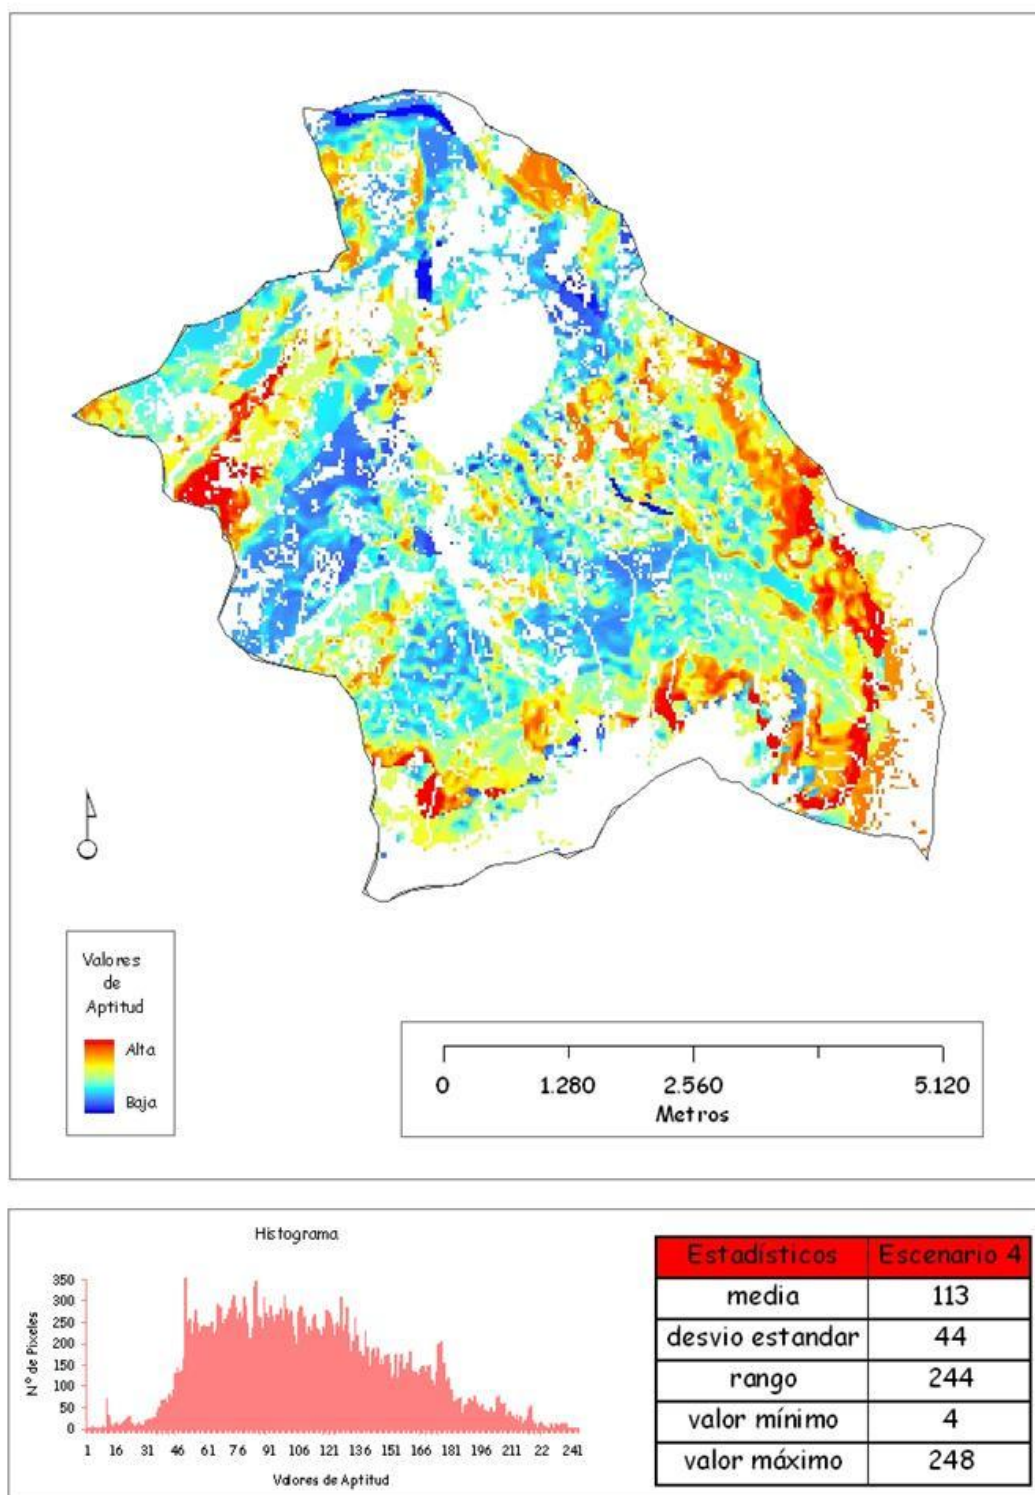 Valores
de
Aptitud
Alta
Baja
0 1.280 2.560 5.120
Metros
Histograma
350
300
250
200
150
100
50
0
Nº de Pixeles
1 16 31 46 61 76 91 106 121 136 151 166 181 196 211 22 241
Valores de Aptitud
Estadísticos Escenario 4
media 113
desvio estandar 44
rango 244
valor mínimo 4
valor máximo 248